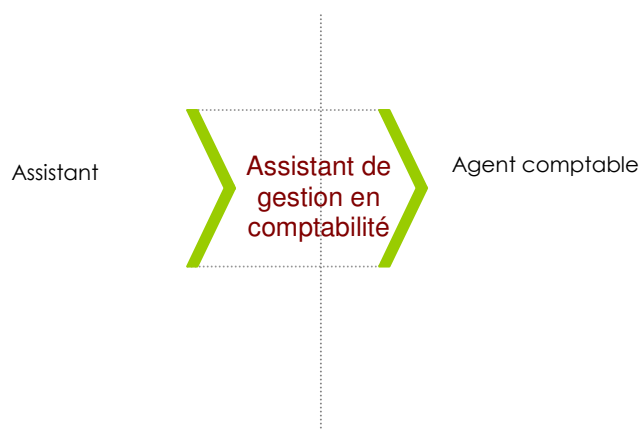 Assistant
Assistant de
gestion en
comptabilité
Agent comptable